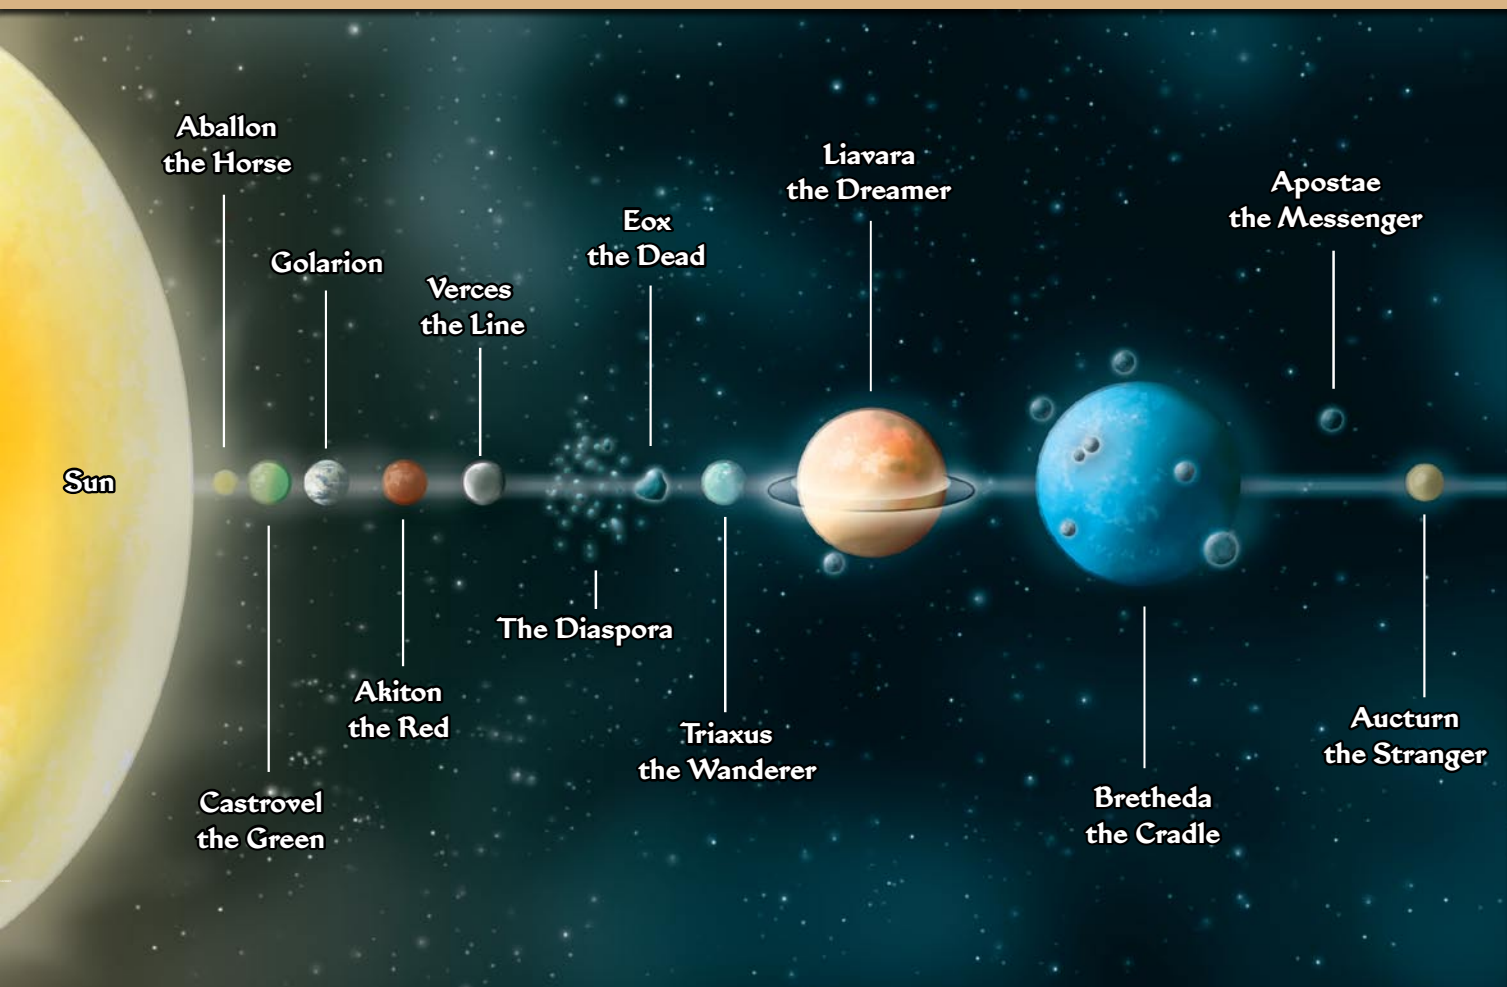 Aballon
the Horse
Golarion
Verces
the Line
Eox
the Dead
Liavara
the Dreamer
Apostae
the Messenger
Sun
The Diaspora
Akiton
the Red
Castrovel
the Green
Triaxus
the Wanderer
Bretheda
the Cradle
Aucturn
the Stranger